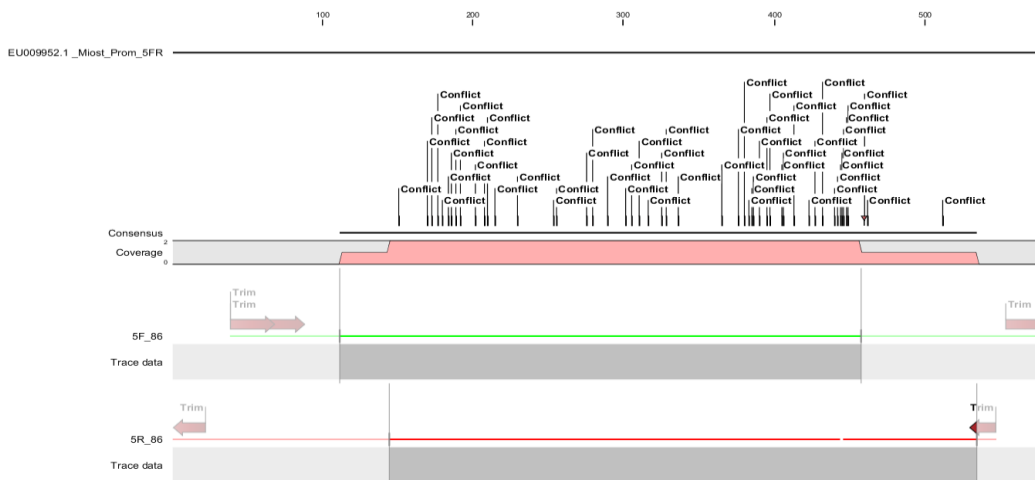 100 200 300 400 500
EU009952.1 _Miost_Prom_5FR
Conflict Conflict
Conflict Conflict Conflict
Conflict Conflict Conflict
Conflict Conflict Conflict Conflict
Conflict Conflict Conflict Conflict Conflict
Conflict Conflict Conflict Conflict Conflict
Conflict Conflict Conflict Conflict Conflict
Conflict Conflict Conflict Conflict Conflict
Conflict Conflict Conflict Conflict Conflict Conflict
Conflict Conflict Conflict Conflict Conflict Conflict
Conflict Conflict Conflict Conflict Conflict Conflict Conflict
Consensus
2
Coverage
0
Trim
Trim Trim
5F_86
Trace data
Trim Trim
5R_86
Trace data